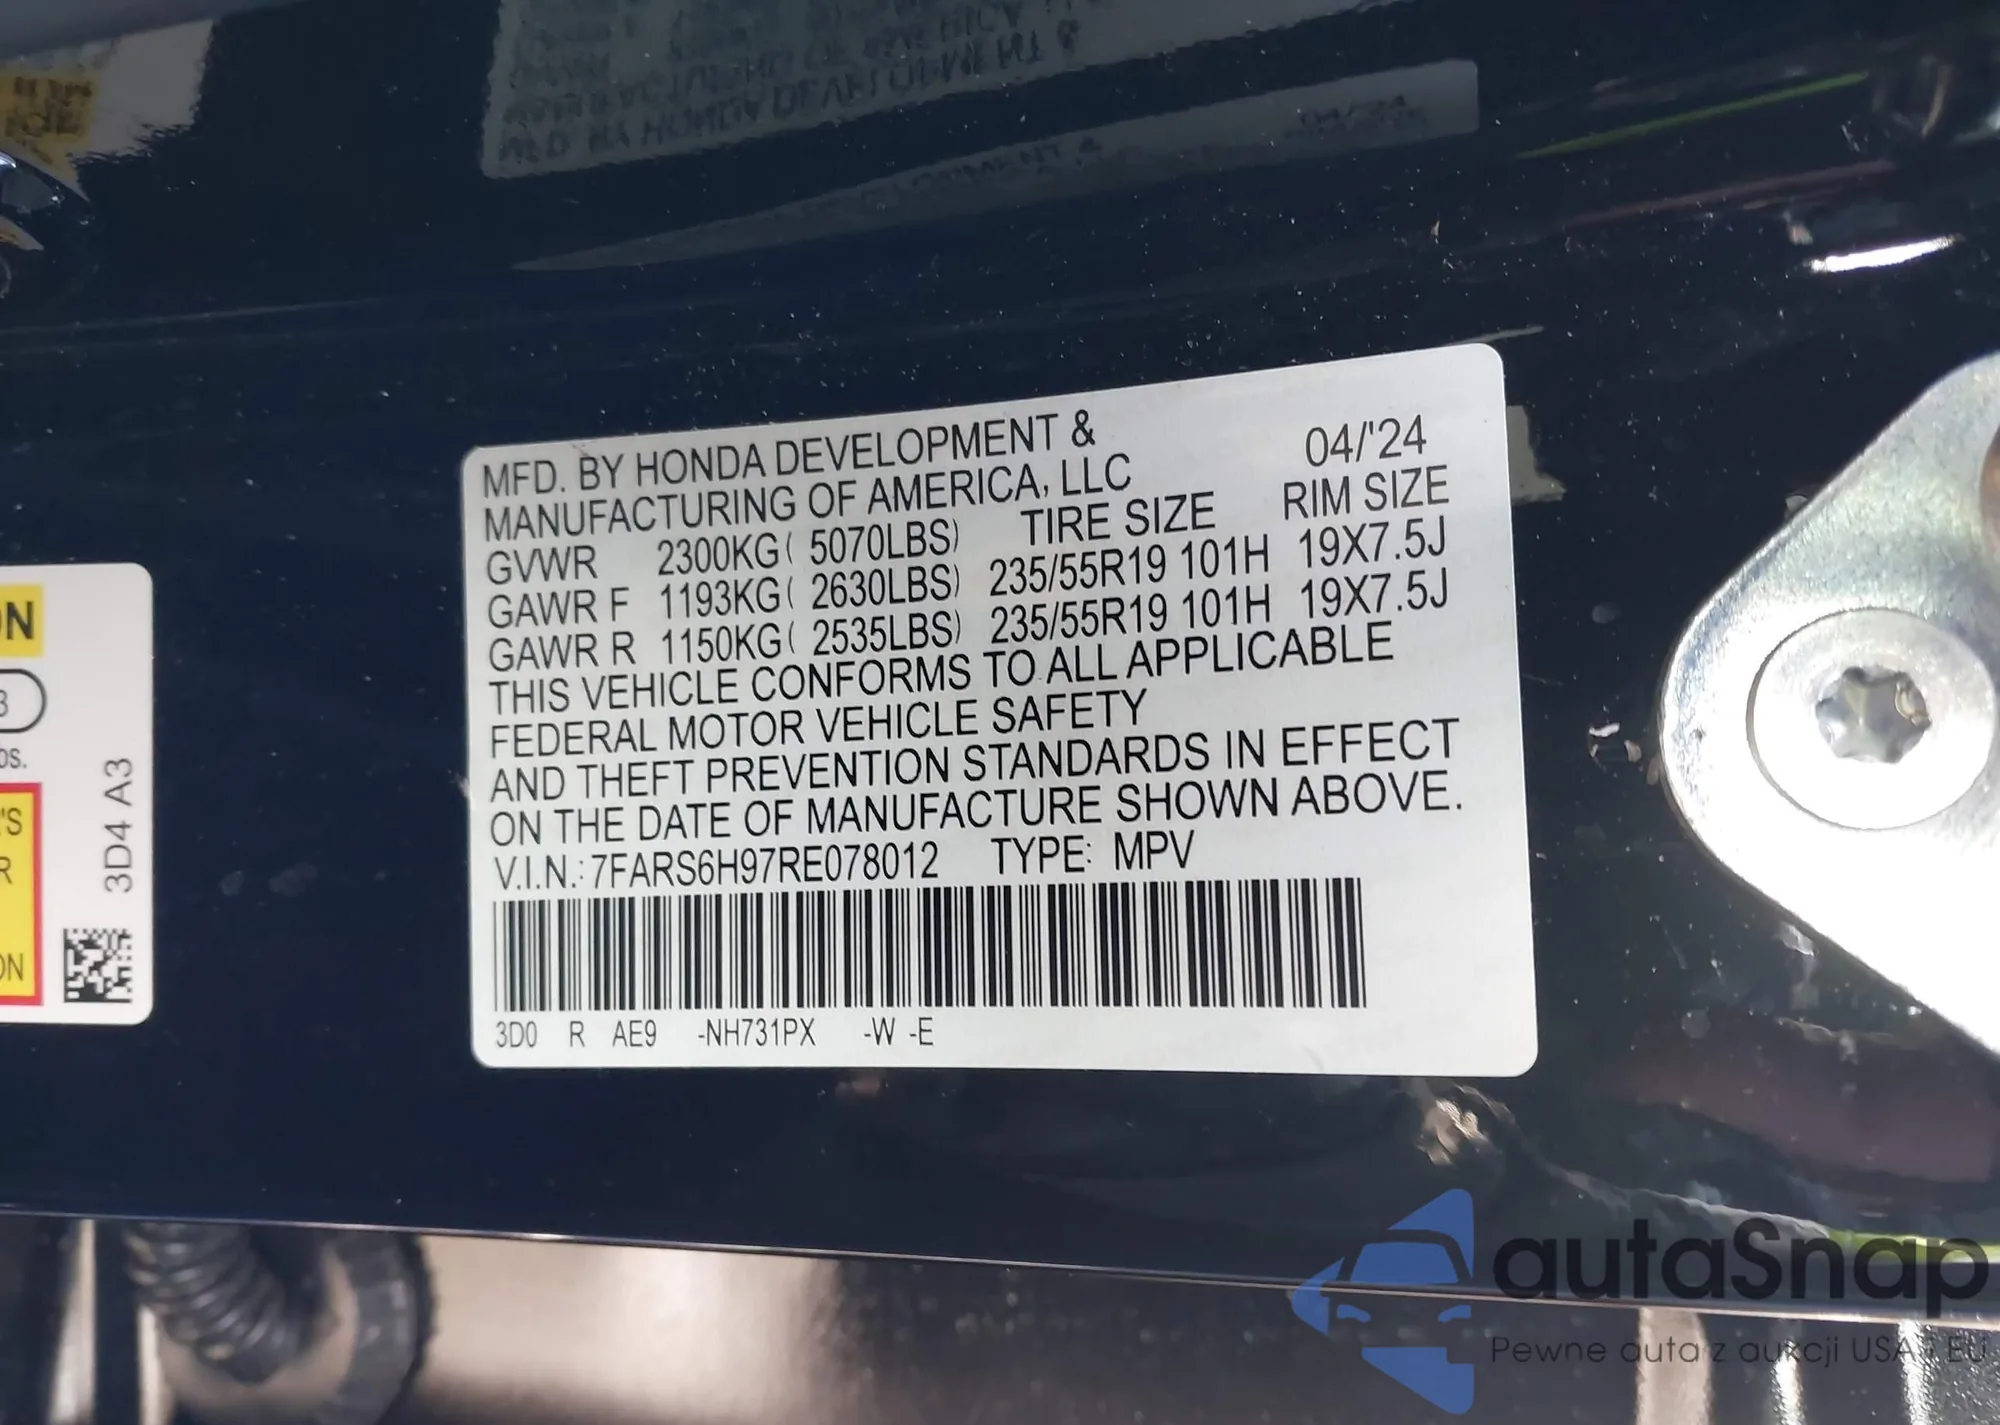 MFD. BY HONDA DEVELOPMENT &
MANUFACTURING OF AMERICA, LLC 04/'24
GVWR 2300KG( 5070LBS) TIRE SIZE RIM SIZE
GAWR F 1193KG( 2630LBS) 235/55R19 101H 19X7.5J
GAWR R 1150KG( 2535LBS) 235/55R19 101H 19X7.5J
THIS VEHICLE CONFORMS TO ALL APPLICABLE
FEDERAL MOTOR VEHICLE SAFETY
AND THEFT PREVENTION STANDARDS IN EFFECT
ON THE DATE OF MANUFACTURE SHOWN ABOVE.
V.I.N.: 7FARS6H97RE078012 TYPE: MPV
3D0 R AE9 -NH731PX -W -E
3D4 A3
autaSnap
Pewne auta z aukcji USA i EU